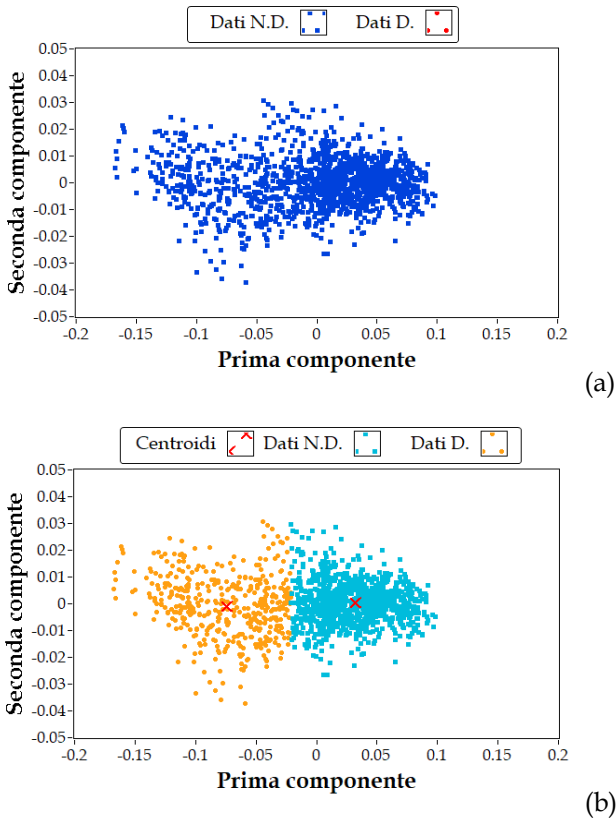 Dati N.D. Dati D.
0.05
0.04
0.03
0.02
0.01
0
-0.01
-0.02
-0.03
-0.04
-0.05
Seconda componente
-0.2 -0.15 -0.1 -0.05 0 0.05 0.1 0.15 0.2
Prima componente
(a)
Centroidi Dati N.D. Dati D.
0.05
0.04
0.03
0.02
0.01
0
-0.01
-0.02
-0.03
-0.04
-0.05
Seconda componente
-0.2 -0.15 -0.1 -0.05 0 0.05 0.1 0.15 0.2
Prima componente
(b)